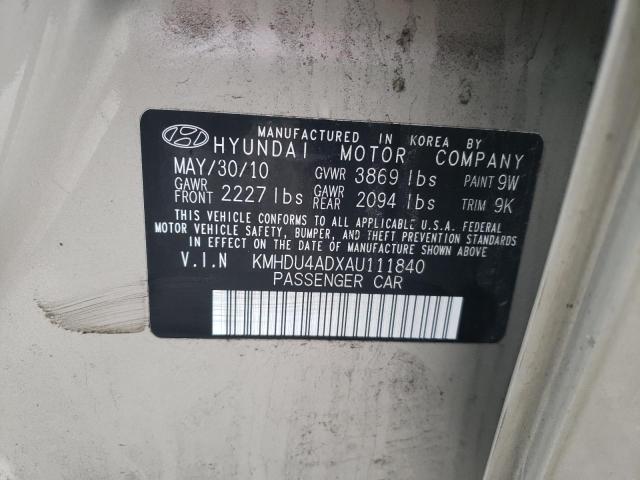 MANUFACTURED IN KOREA BY
HYUNDAI MOTOR COMPANY
MAY/30/10 GVWR 3869 lbs PAINT 9W
GAWR FRONT 2227 lbs GAWR REAR 2094 lbs TRIM 9K
THIS VEHICLE CONFORMS TO ALL APPLICABLE U.S.A. FEDERAL
MOTOR VEHICLE SAFETY, BUMPER, AND THEFT PREVENTION STANDARDS
IN EFFECT ON THE DATE OF MANUFACTURE SHOWN ABOVE
V.I.N KMHDU4ADXAU111840
PASSENGER CAR